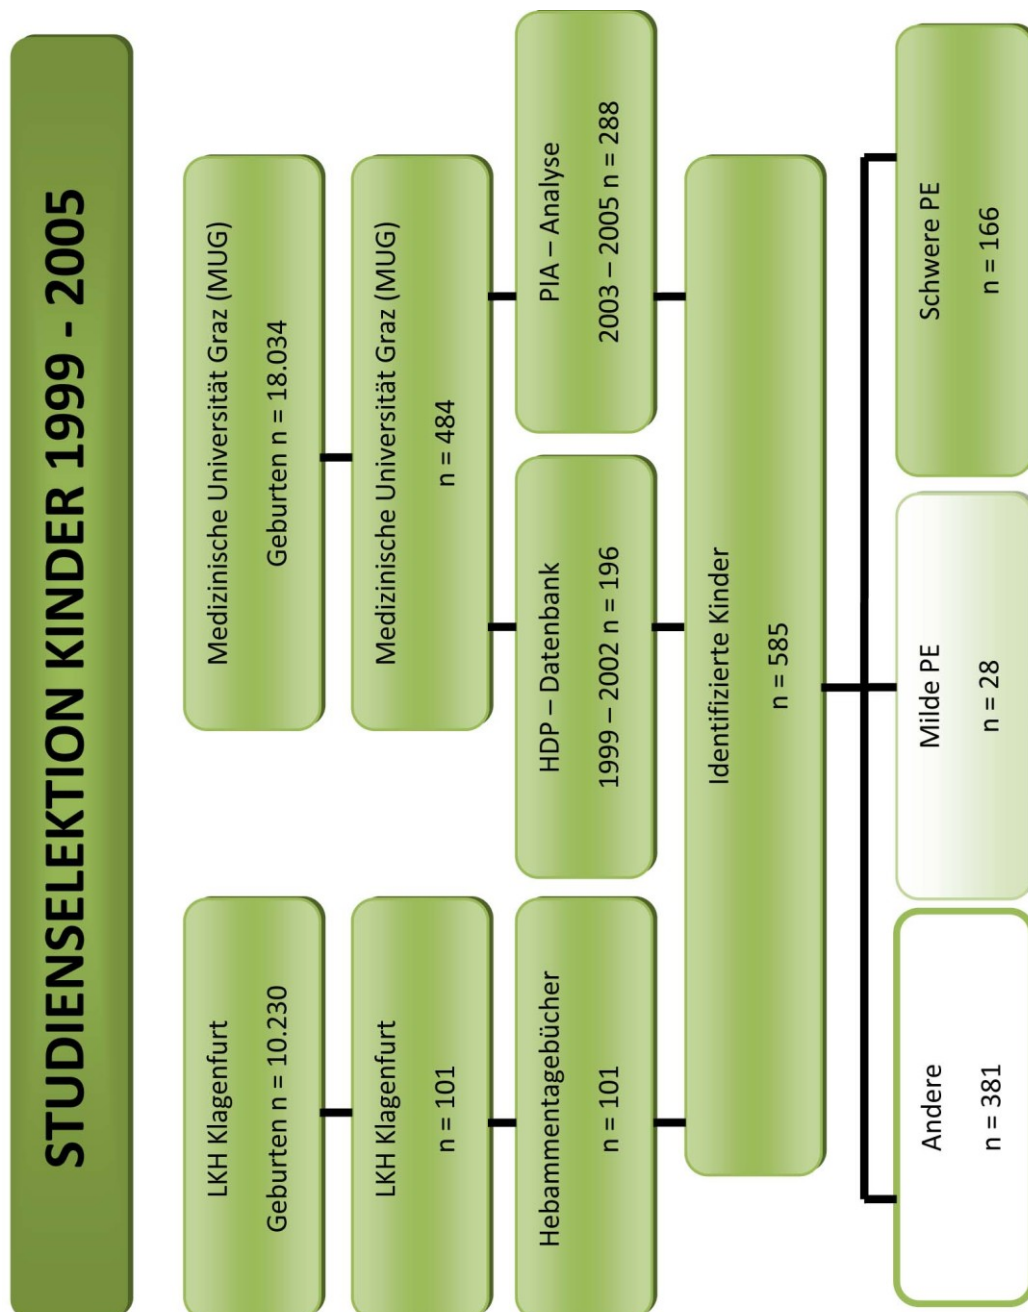 STUDIENSELEKTION KINDER 1999 - 2005
LKH Klagenfurt
Geburten n = 10.230
Medizinische Universität Graz (MUG)
Geburten n = 18.034
LKH Klagenfurt
n = 101
Medizinische Universität Graz (MUG)
n = 484
Hebammentagebücher
n = 101
HDP – Datenbank
1999 – 2002 n = 196
PIA – Analyse
2003 – 2005 n = 288
Identifizierte Kinder
n = 585
Andere
n = 381
Milde PE
n = 28
Schwere PE
n = 166